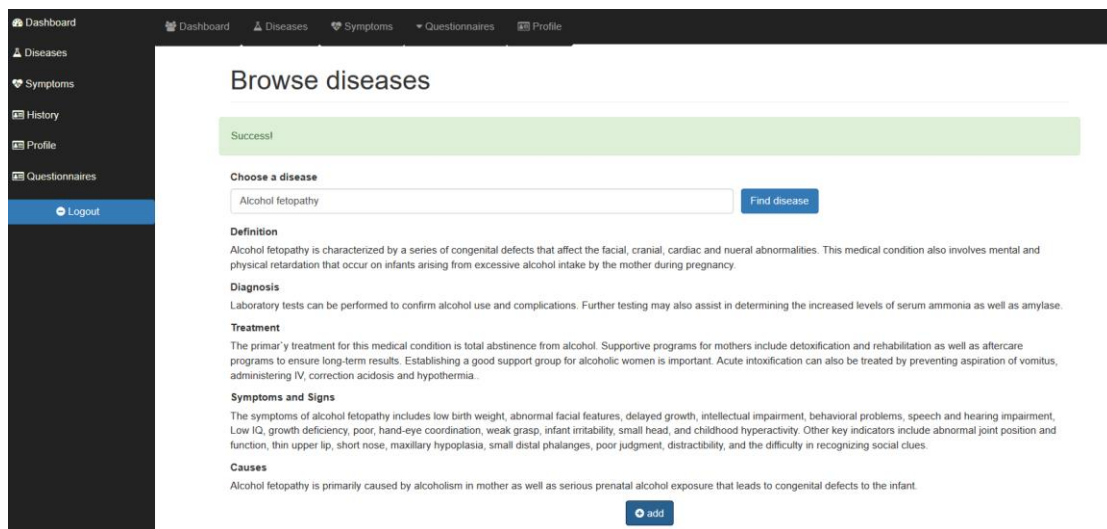 Dashboard
Diseases
Symptoms
History
Profile
Questionnaires
Logout
Dashboard Diseases Symptoms Questionnaires Profile
Browse diseases
Success!
Choose a disease
Alcohol fetopathy Find disease
Definition
Alcohol fetopathy is characterized by a series of congenital defects that affect the facial, cranial, cardiac and nueral abnormalities. This medical condition also involves mental and
physical retardation that occur on infants arising from excessive alcohol intake by the mother during pregnancy.
Diagnosis
Laboratory tests can be performed to confirm alcohol use and complications. Further testing may also assist in determining the increased levels of serum ammonia as well as amylase.
Treatment
The primar`y treatment for this medical condition is total abstinence from alcohol. Supportive programs for mothers include detoxification and rehabilitation as well as aftercare
programs to ensure long-term results. Establishing a good support group for alcoholic women is important. Acute intoxification can also be treated by preventing aspiration of vomitus,
administering IV, correction acidosis and hypothermia..
Symptoms and Signs
The symptoms of alcohol fetopathy includes low birth weight, abnormal facial features, delayed growth, intellectual impairment, behavioral problems, speech and hearing impairment,
Low IQ, growth deficiency, poor, hand-eye coordination, weak grasp, infant irritability, small head, and childhood hyperactivity. Other key indicators include abnormal joint position and
function, thin upper lip, short nose, maxillary hypoplasia, small distal phalanges, poor judgment, distractibility, and the difficulty in recognizing social clues.
Causes
Alcohol fetopathy is primarily caused by alcoholism in mother as well as serious prenatal alcohol exposure that leads to congenital defects to the infant.
add